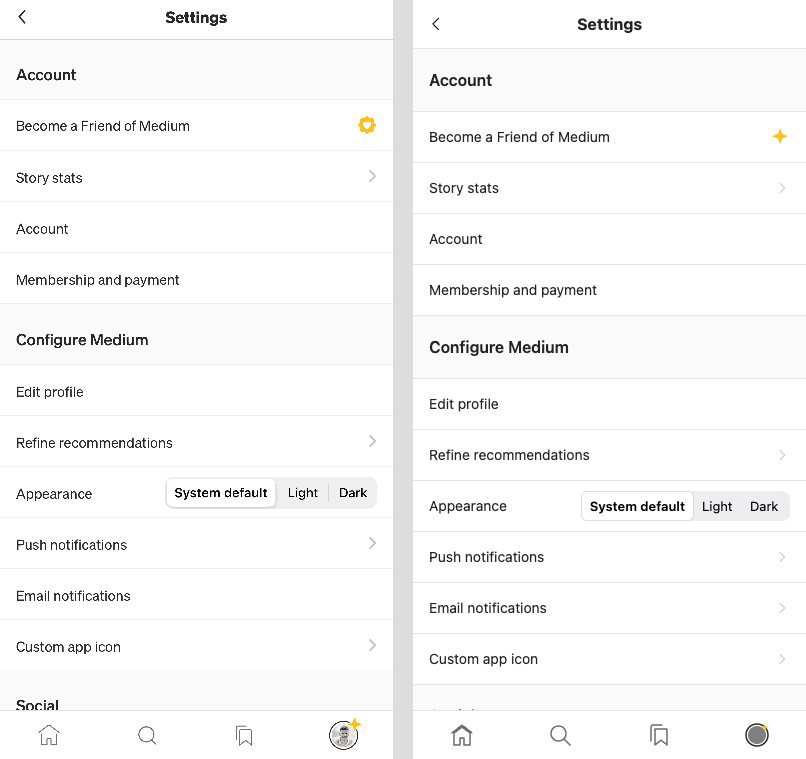 Settings
Account
Become a Friend of Medium
Story stats
Account
Membership and payment
Configure Medium
Edit profile
Refine recommendations
Appearance System default Light Dark
Push notifications
Email notifications
Custom app icon
Social
Settings
Account
Become a Friend of Medium
Story stats
Account
Membership and payment
Configure Medium
Edit profile
Refine recommendations
Appearance System default Light Dark
Push notifications
Email notifications
Custom app icon